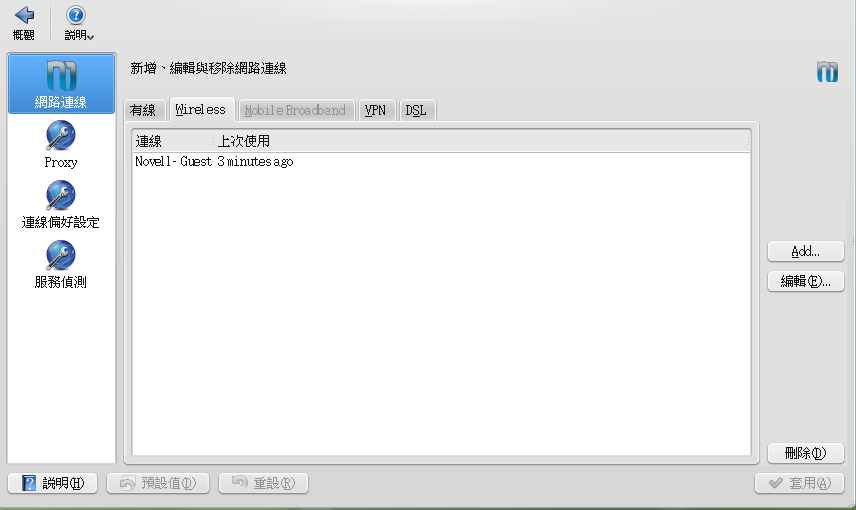 概觀
說明
新增、編輯與移除網路連線
網路連線
Proxy
連線偏好設定
服務偵測
有線 Wireless Mobile Broadband VPN DSL
連線 上次使用
Novell-Guest 3 minutes ago
Add...
編輯(E)...
刪除(D)
說明(H) 預設值(D) 重設(R) 套用(A)